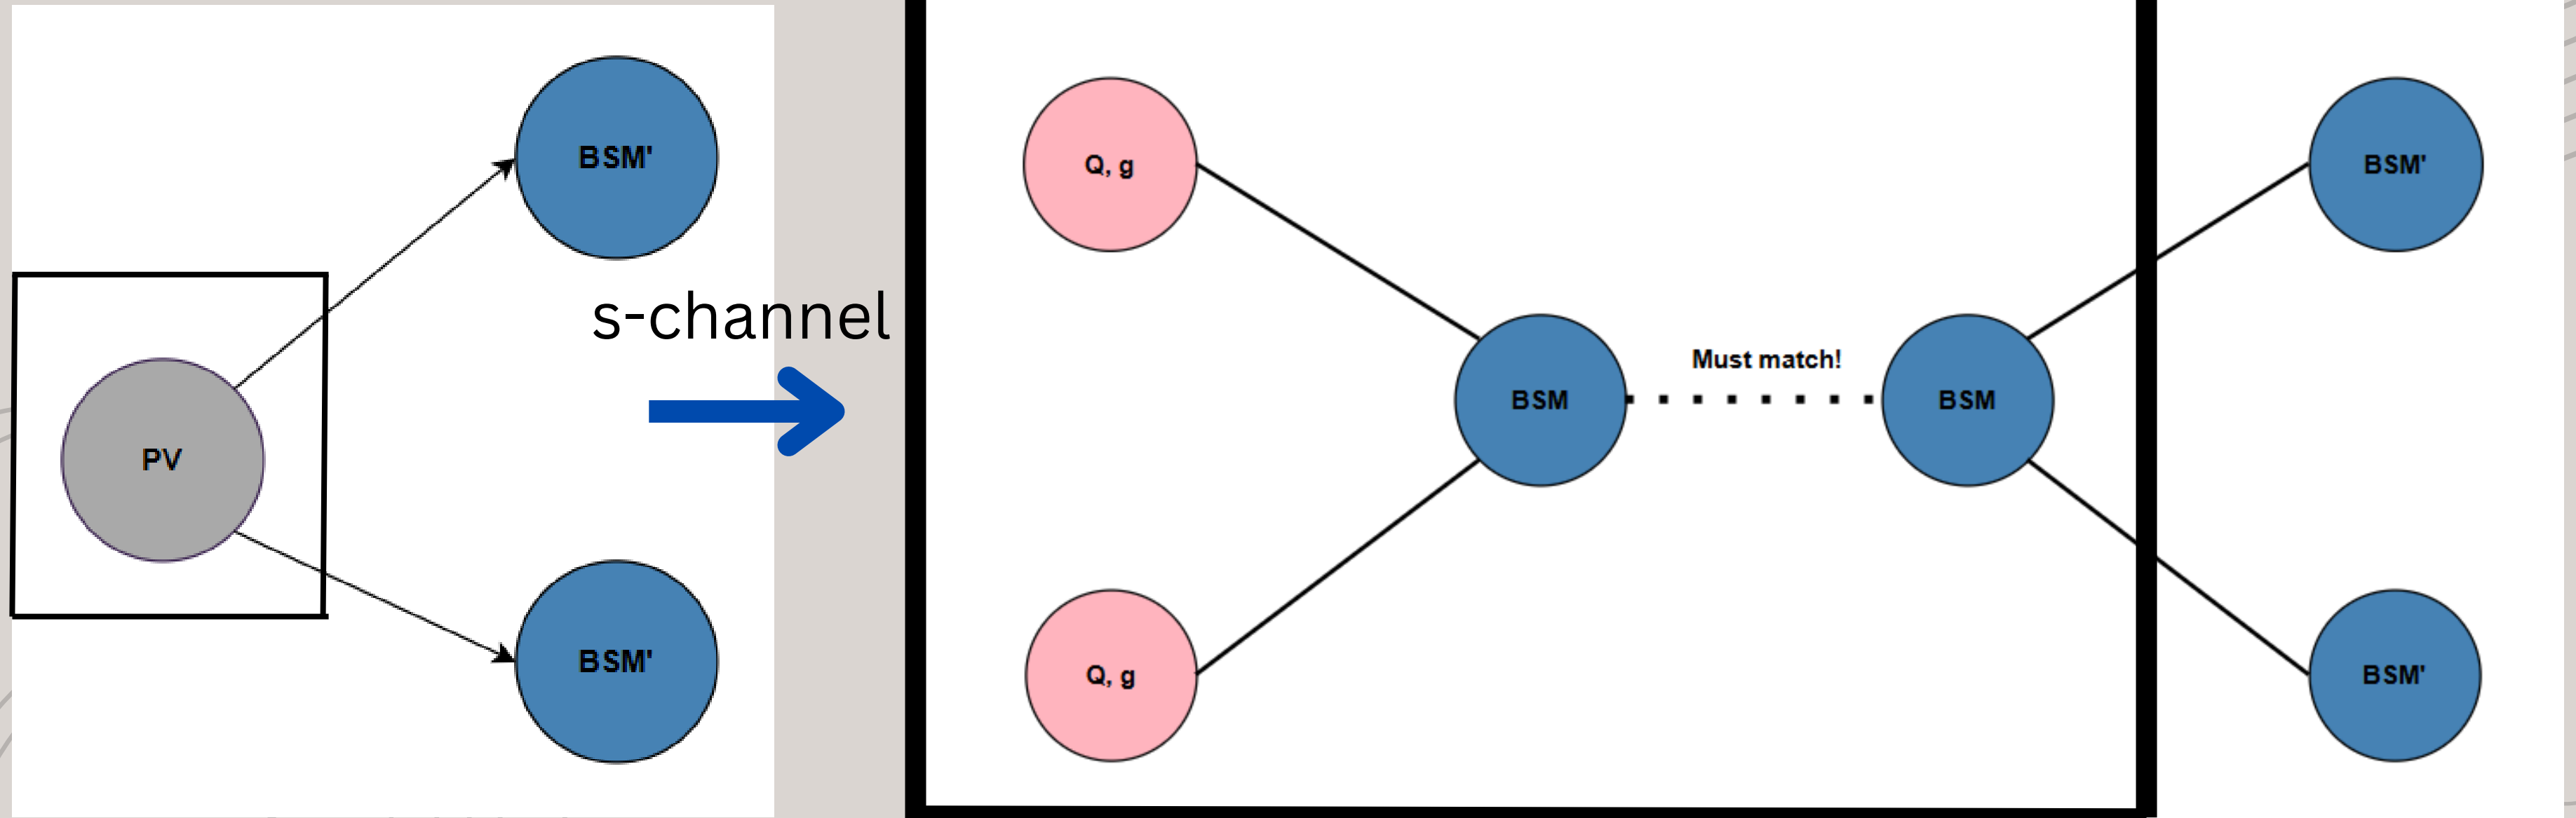 BSM'
PV
BSM'
s-channel
Q, g
Q, g
BSM
Must match!
BSM
BSM'
BSM'